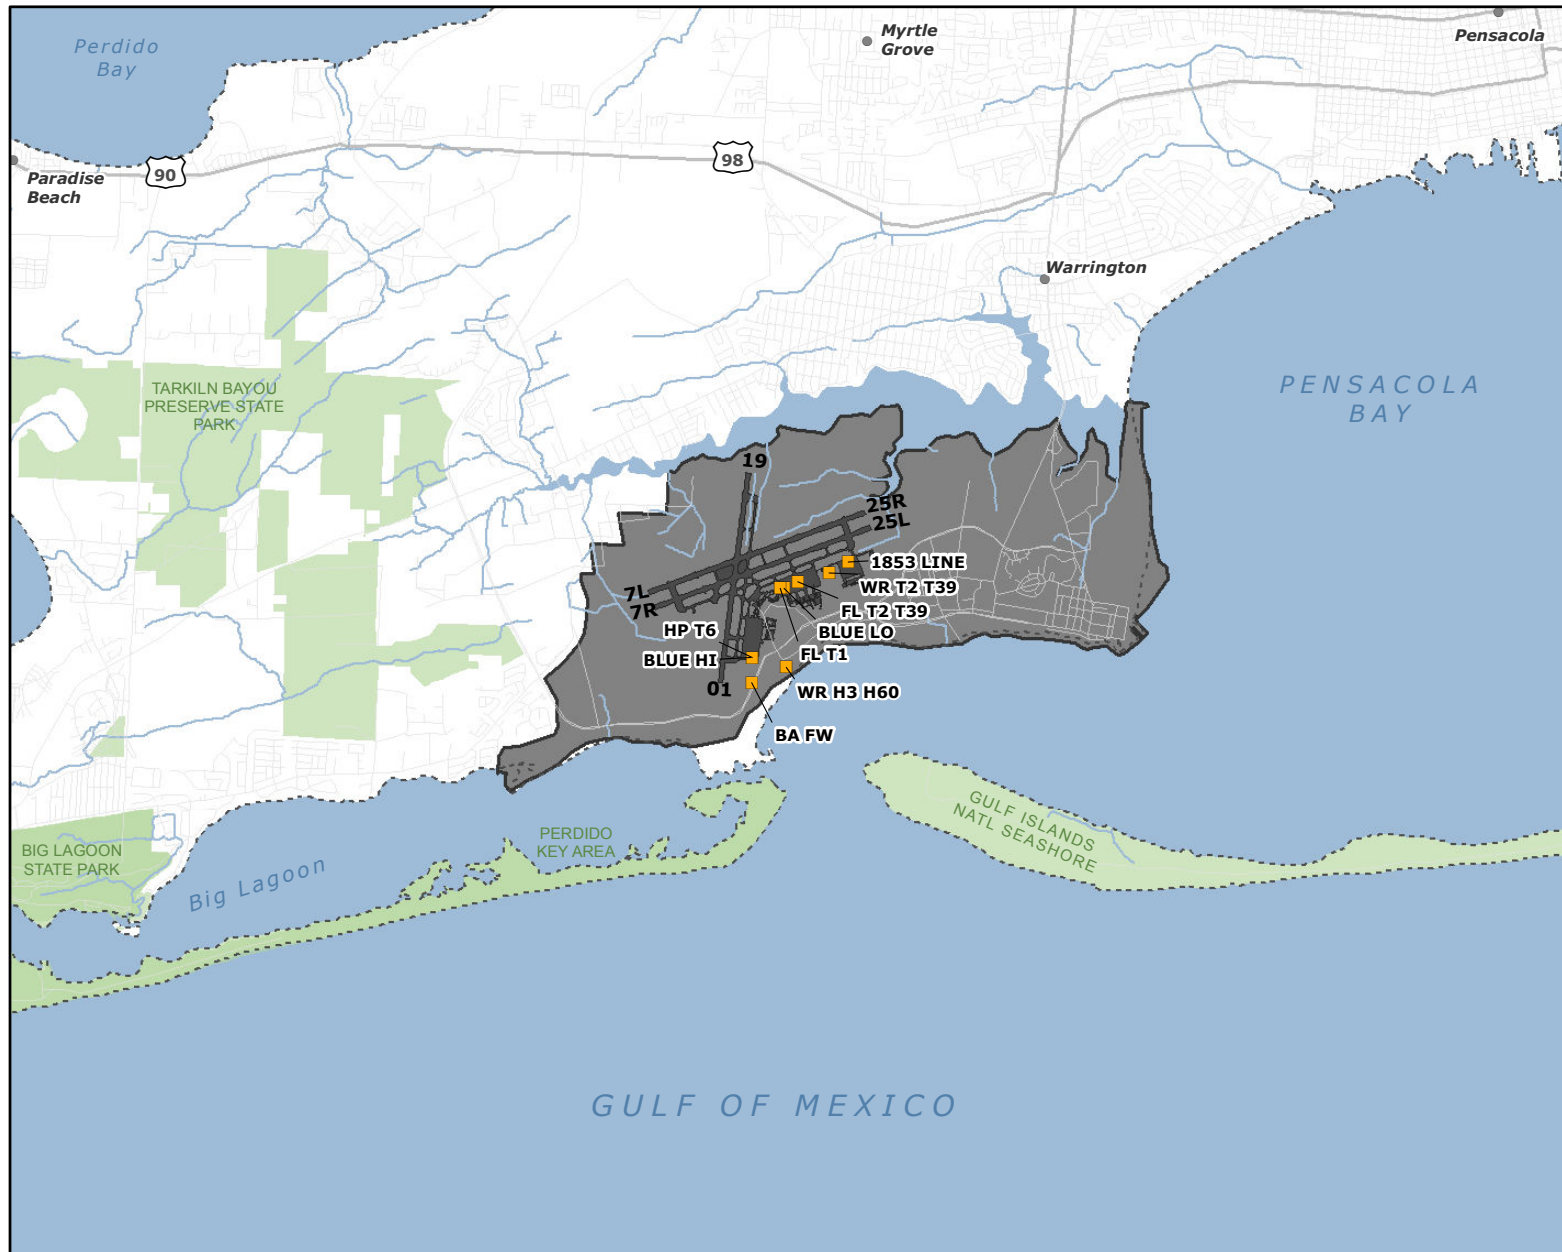 Perdido
Bay
Myrtle
Grove
Pensacola
98
90
Paradise
Beach
Warrington
TARKILN BAYOU
PRESERVE STATE
PARK
PENSACOLA
BAY
19
25R
25L
1853 LINE
WR T2 T39
7L
7R
FL T2 T39
HP T6
BLUE LO
BLUE HI
FL T1
01
WR H3 H60
BA FW
GULF ISLANDS
NATL SEASHORE
PERDIDO
KEY AREA
BIG LAGOON
STATE PARK
Big Lagoon
GULF OF MEXICO